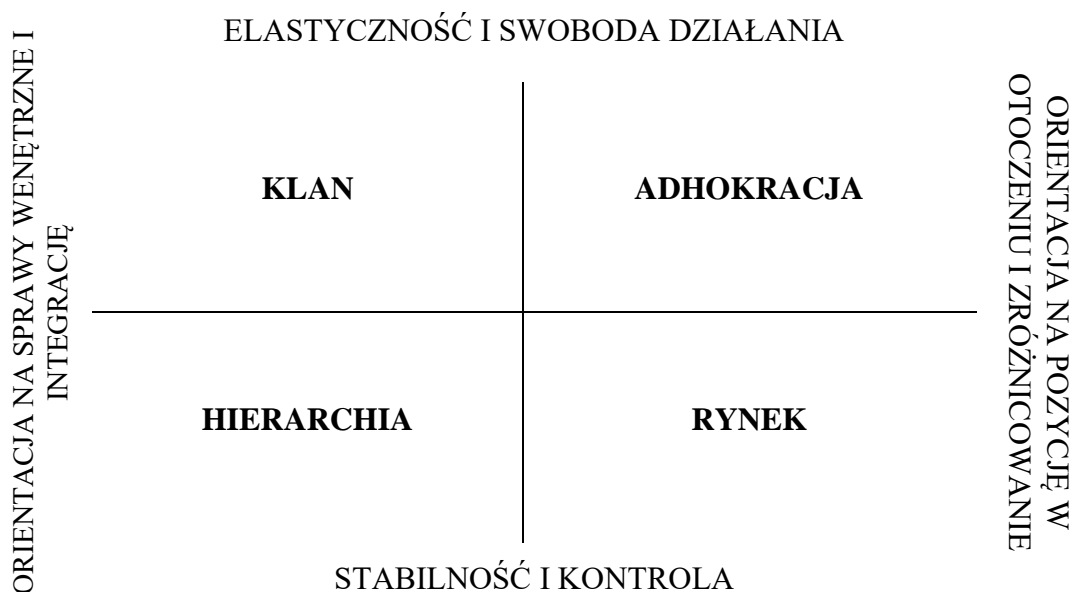 ELASTYCZNOŚĆ I SWOBODA DZIAŁANIA
ORIENTACJA NA SPRAWY WENĘTRZNE I
INTEGRACJĘ
KLAN
ADHOKRACJA
ORIENTACJA NA POZYCJĘ W
OTOCZENIU I ZRÓŻNICOWANIE
HIERARCHIA
RYNEK
STABILNOŚĆ I KONTROLA